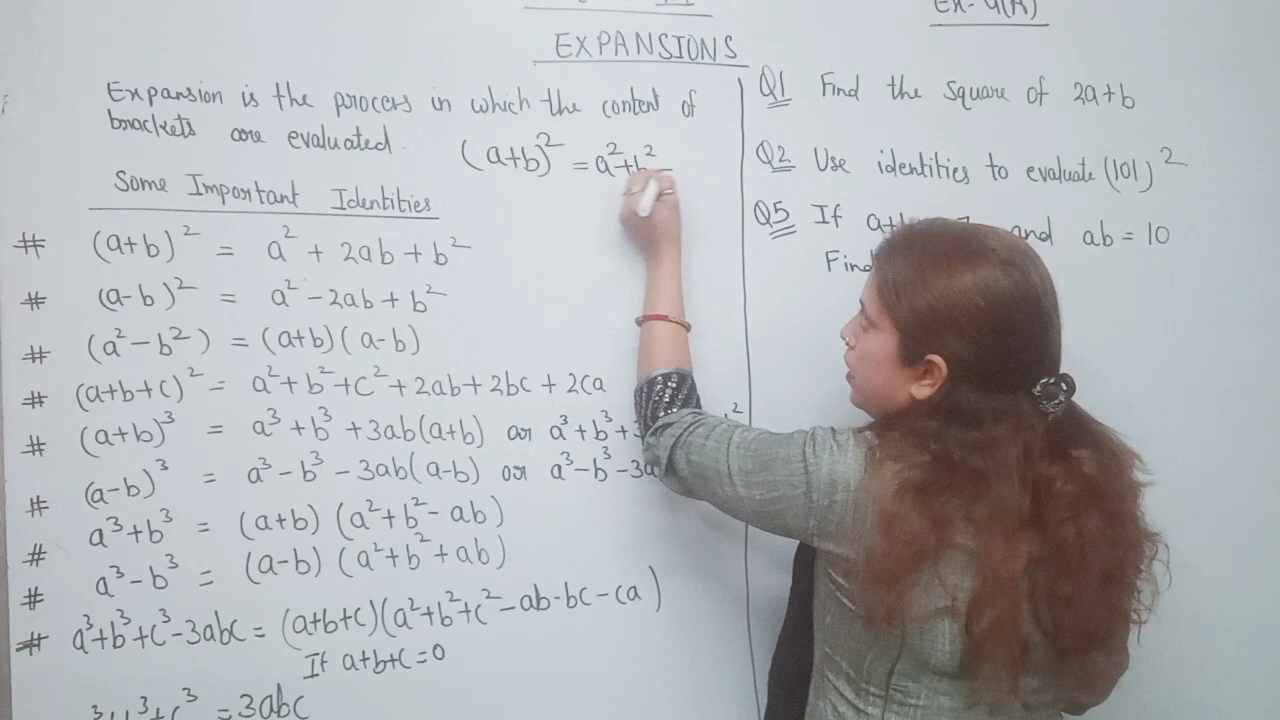 EXPANSIONS
Expansion is the process in which the content of
brackets are evaluated.
(a+b)² = a²+b²
Some Important Identities
# (a+b)² = a² + 2ab + b²
# (a-b)² = a² - 2ab + b²
# (a² - b²) = (a+b)(a-b)
# (a+b+c)² = a²+b²+c²+2ab+2bc+2ca
# (a+b)³ = a³+b³+3ab(a+b) or a³+b³+
# (a-b)³ = a³-b³-3ab(a-b) or a³-b³-3a
# a³+b³ = (a+b)(a²+b²-ab)
# a³-b³ = (a-b)(a²+b²+ab)
# a³+b³+c³-3abc = (a+b+c)(a²+b²+c²-ab-bc-ca)
If a+b+c=0
³+c³ = 3abc
Ex-9(A)
Q1 Find the square of 2a+b
Q2 Use identities to evaluate (101)²
Q5 If and ab = 10
Find